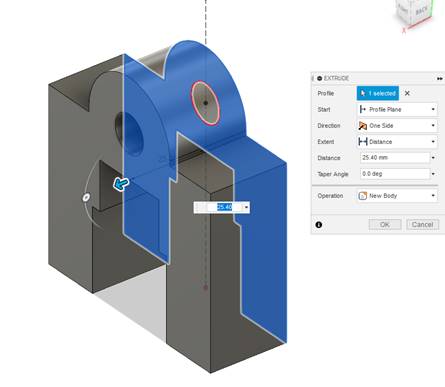 BACK
X
EXTRUDE
Profile 1 selected
Start Profile Plane
Direction One Side
Extent Distance
Distance 25.40 mm
Taper Angle 0.0 deg
Operation New Body
OK Cancel
25.40